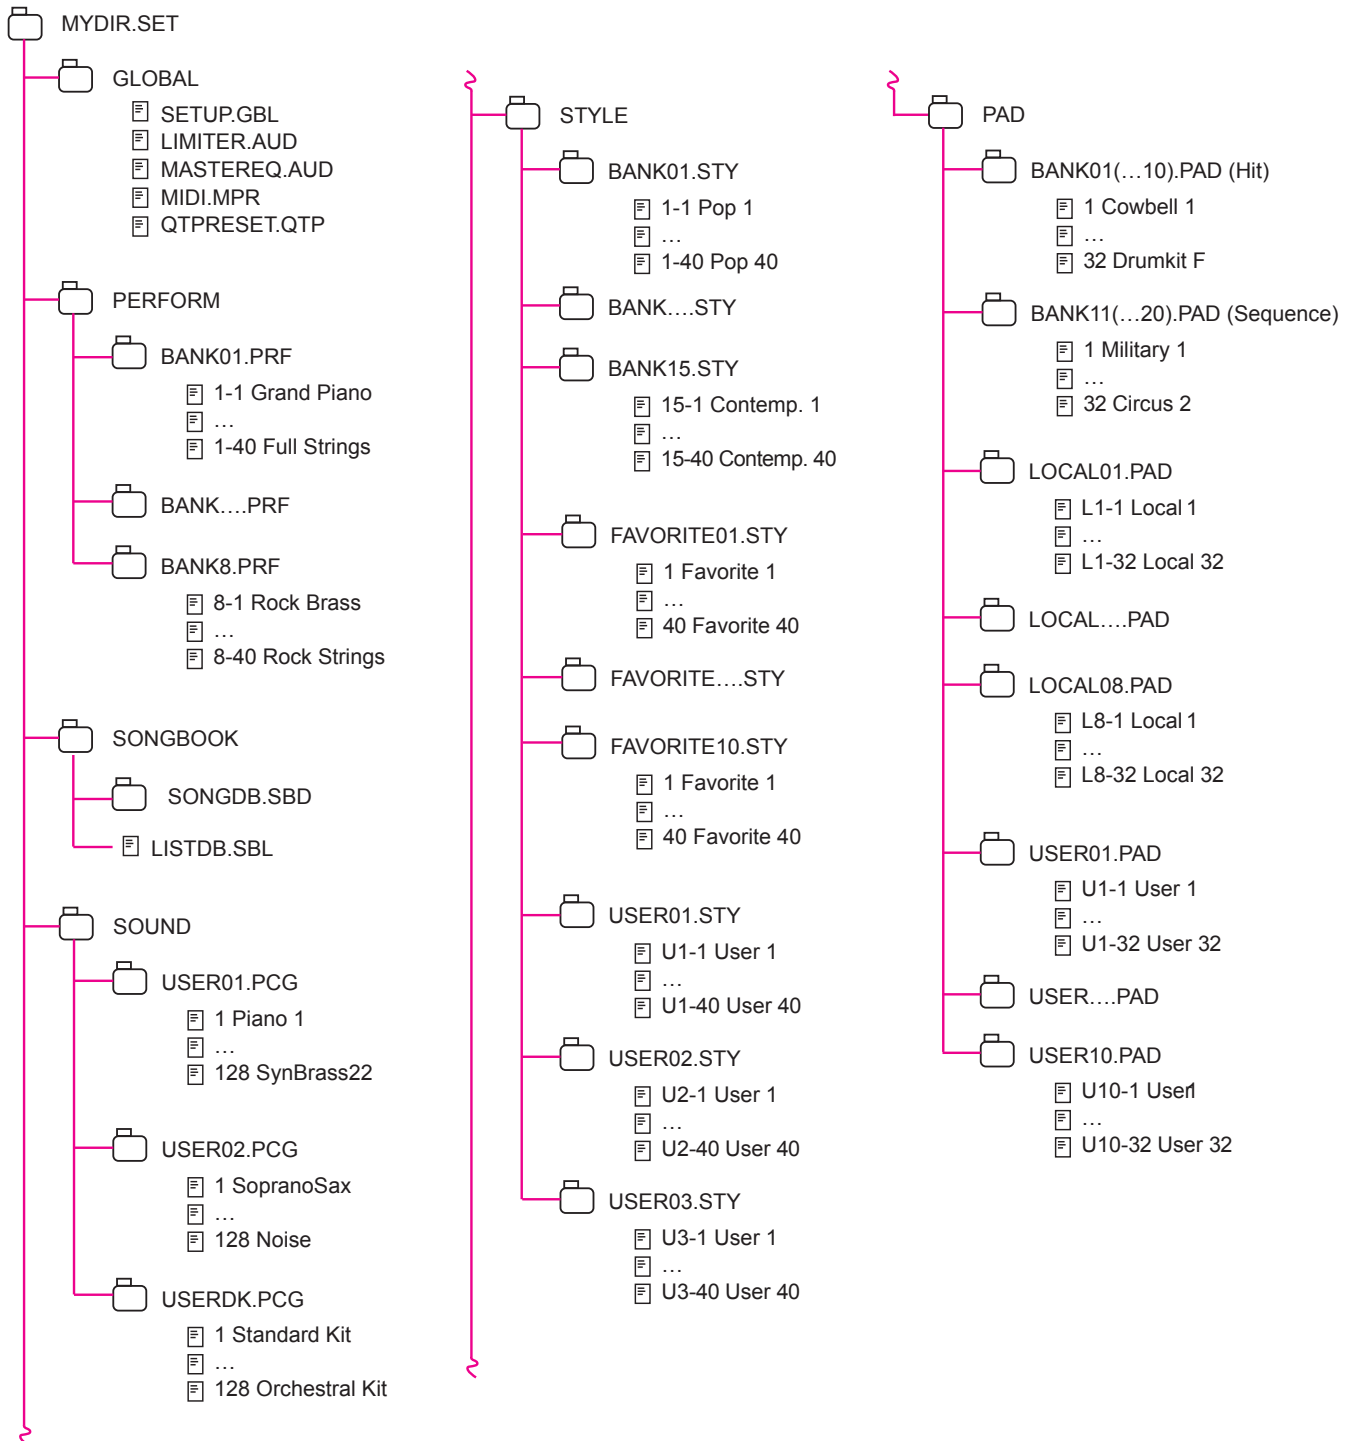 MYDIR.SET
GLOBAL
SETUP.GBL
LIMITER.AUD
MASTEREQ.AUD
MIDI.MPR
QTPRESET.QTP
PERFORM
BANK01.PRF
1-1 Grand Piano
…
1-40 Full Strings
BANK….PRF
BANK8.PRF
8-1 Rock Brass
…
8-40 Rock Strings
SONGBOOK
SONGDB.SBD
LISTDB.SBL
SOUND
USER01.PCG
1 Piano 1
…
128 SynBrass22
USER02.PCG
1 SopranoSax
…
128 Noise
USERDK.PCG
1 Standard Kit
…
128 Orchestral Kit
STYLE
BANK01.STY
1-1 Pop 1
…
1-40 Pop 40
BANK….STY
BANK15.STY
15-1 Contemp. 1
…
15-40 Contemp. 40
FAVORITE01.STY
1 Favorite 1
…
40 Favorite 40
FAVORITE….STY
FAVORITE10.STY
1 Favorite 1
…
40 Favorite 40
USER01.STY
U1-1 User 1
…
U1-40 User 40
USER02.STY
U2-1 User 1
…
U2-40 User 40
USER03.STY
U3-1 User 1
…
U3-40 User 40
PAD
BANK01(…10).PAD (Hit)
1 Cowbell 1
…
32 Drumkit F
BANK11(…20).PAD (Sequence)
1 Military 1
…
32 Circus 2
LOCAL01.PAD
L1-1 Local 1
…
L1-32 Local 32
LOCAL….PAD
LOCAL08.PAD
L8-1 Local 1
…
L8-32 Local 32
USER01.PAD
U1-1 User 1
…
U1-32 User 32
USER….PAD
USER10.PAD
U10-1 User1
…
U10-32 User 32